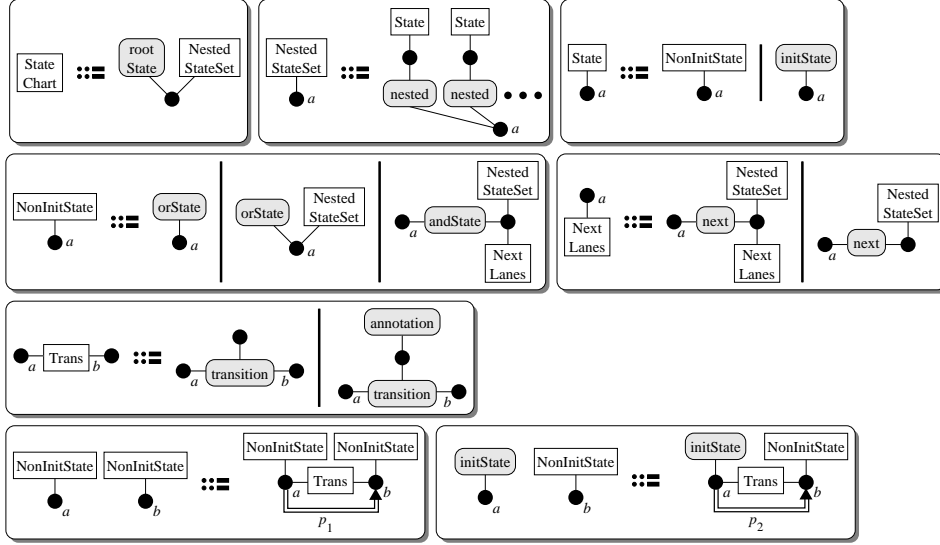 State
Chart
::=
root
State
Nested
StateSet
Nested
StateSet
a
::=
State
State
nested
nested
a
State
a
::=
NonInitState
a
initState
a
NonInitState
a
::=
orState
a
orState
Nested
StateSet
a
a
andState
Nested
StateSet
Next
Lanes
a
Next
Lanes
::=
a
next
Nested
StateSet
Next
Lanes
a
next
Nested
StateSet
a
Trans
b
::=
a
transition
b
annotation
a
transition
b
NonInitState
NonInitState
a
b
::=
NonInitState
NonInitState
a
Trans
b
p1
initState
NonInitState
a
b
::=
initState
NonInitState
a
Trans
b
p2